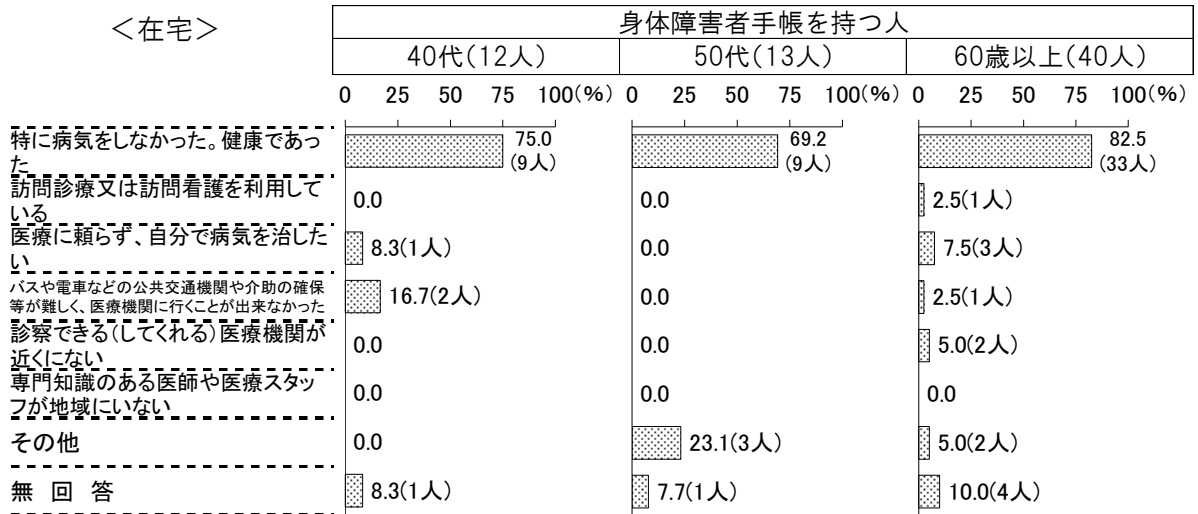 ＜在宅＞
身体障害者手帳を持つ人
40代(12人)
50代(13人)
60歳以上(40人)
0 25 50 75 100(%)
0 25 50 75 100(%)
0 25 50 75 100(%)
特に病気をしなかった。健康であっ
た
75.0
(9人)
69.2
(9人)
82.5
(33人)
訪問診療又は訪問看護を利用して
いる
0.0
0.0
2.5(1人)
医療に頼らず、自分で病気を治した
い
8.3(1人)
0.0
7.5(3人)
バスや電車などの公共交通機関や介助の確保
等が難しく、医療機関に行くことが出来なかった
16.7(2人)
0.0
2.5(1人)
診察できる(してくれる)医療機関が
近くにない
0.0
0.0
5.0(2人)
専門知識のある医師や医療スタッ
フが地域にいない
0.0
0.0
0.0
その他
0.0
23.1(3人)
5.0(2人)
無 回 答
8.3(1人)
7.7(1人)
10.0(4人)